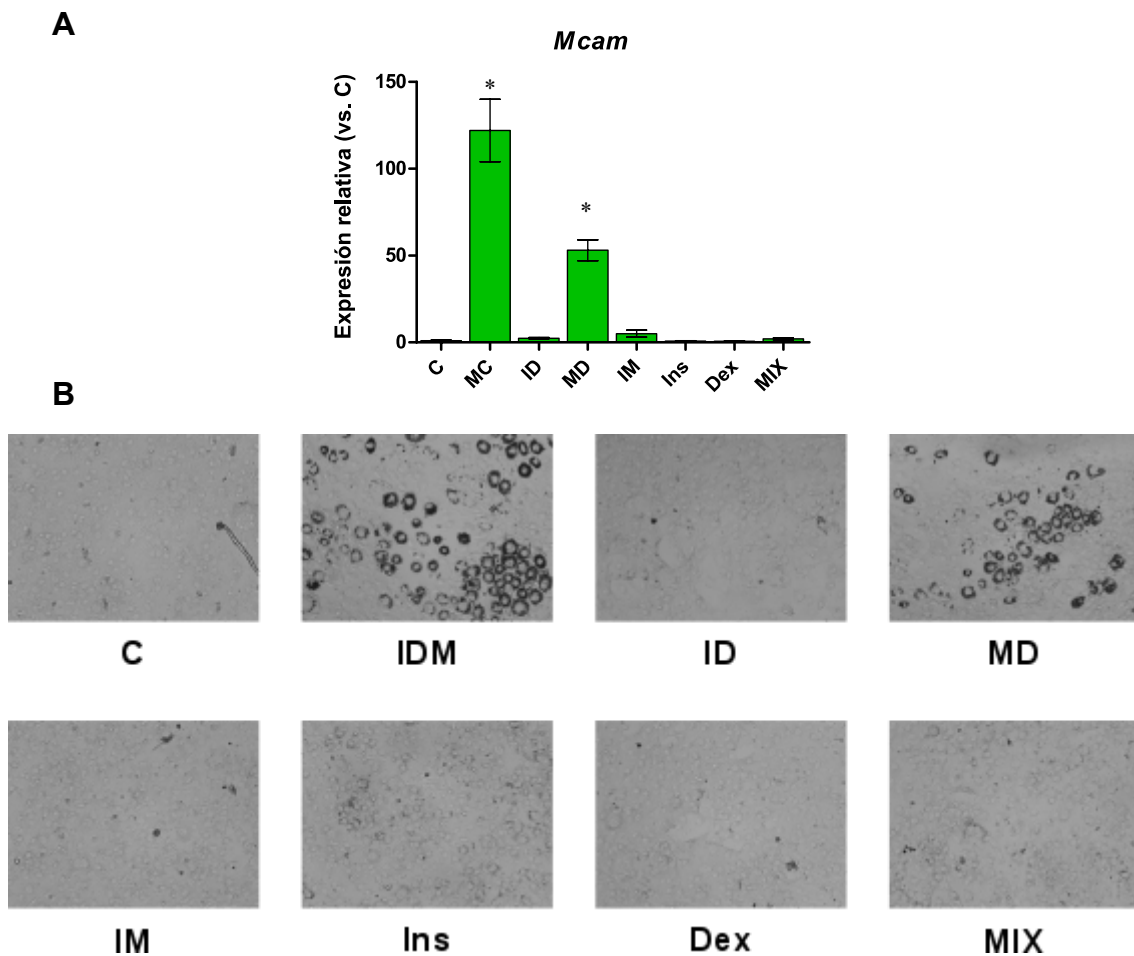 A
Mcam
Expresión relativa (vs. C)
150
*
100
*
50
0
C MC ID MD IM Ins Dex MIX
B
C IDM ID MD
IM Ins Dex MIX